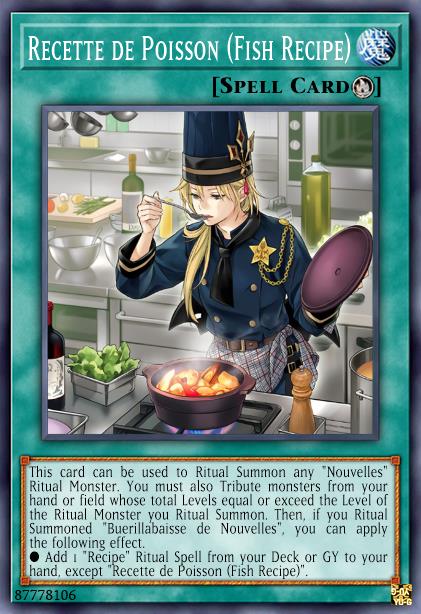 Recette de Poisson (Fish Recipe)
魔
[Spell Card]
This card can be used to Ritual Summon any "Nouvelles"
Ritual Monster. You must also Tribute monsters from your
hand or field whose total Levels equal or exceed the Level of
the Ritual Monster you Ritual Summon. Then, if you Ritual
Summoned "Buerillabaisse de Nouvelles", you can apply
the following effect.
● Add 1 "Recipe" Ritual Spell from your Deck or GY to your
hand, except "Recette de Poisson (Fish Recipe)".
87778106